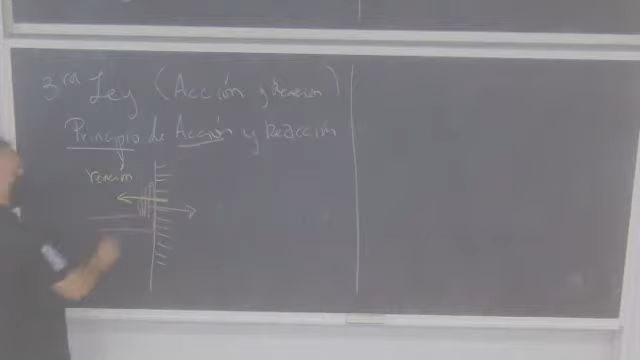 3ra Ley (Acción y Reacción)
Principio de Acción y Reacción
reacción